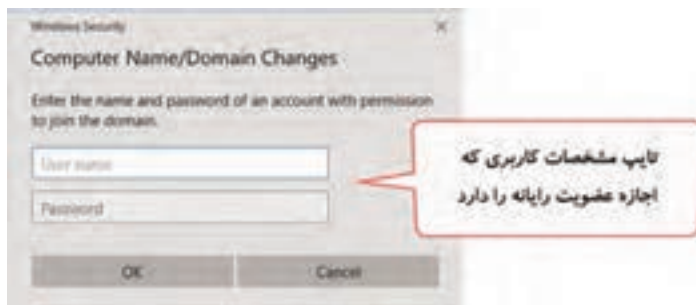 Windows Security
Computer Name/Domain Changes
Enter the name and password of an account with permission
to join the domain.
User name
Password
OK
Cancel
تایپ مشخصات کاربری که
اجازه عضویت رایانه را دارد